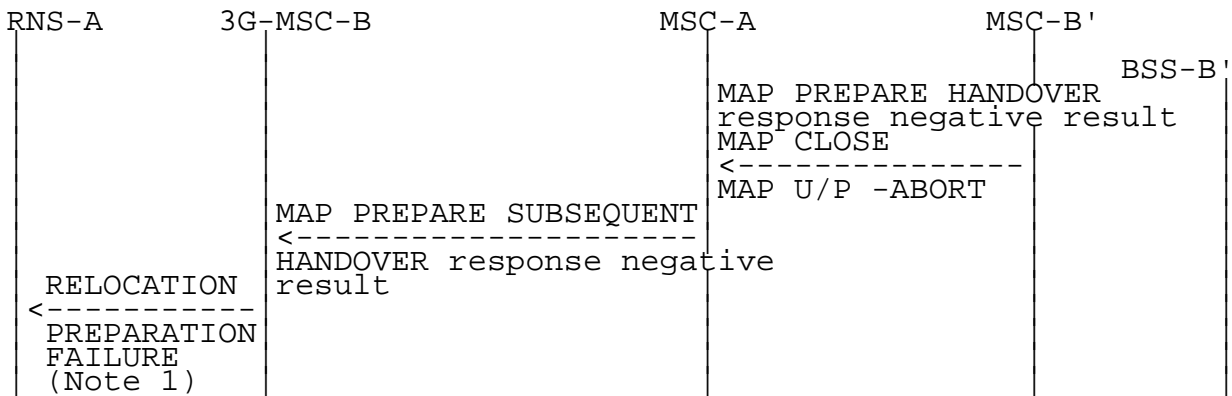 RNS-A 3G-MSC-B MSC-A MSC-B'
BSS-B'
MAP PREPARE HANDOVER
response negative result
MAP CLOSE
<---------------
MAP U/P -ABORT
MAP PREPARE SUBSEQUENT
<---------------------
HANDOVER response negative
result
RELOCATION
<-----------
PREPARATION
FAILURE
(Note 1)